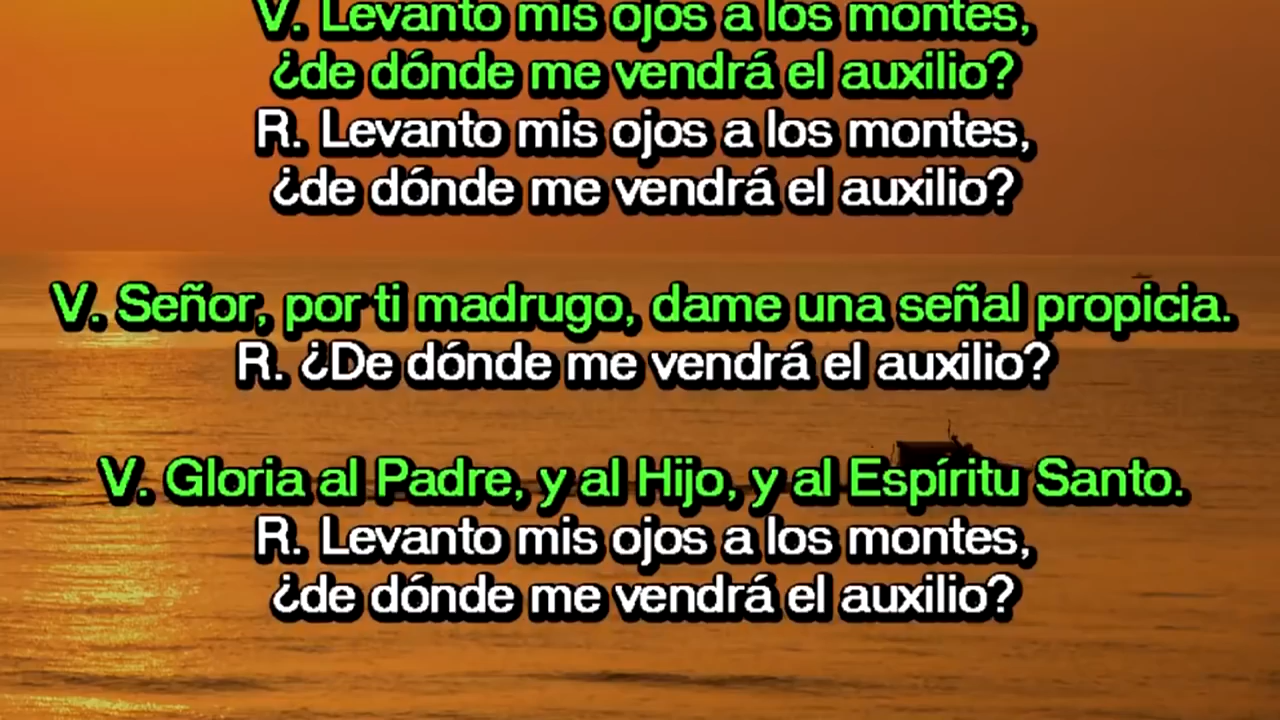 V. Levanto mis ojos a los montes,
¿de dónde me vendrá el auxilio?
R. Levanto mis ojos a los montes,
¿de dónde me vendrá el auxilio?
V. Señor, por ti madrugo, dame una señal propicia.
R. ¿De dónde me vendrá el auxilio?
V. Gloria al Padre, y al Hijo, y al Espíritu Santo.
R. Levanto mis ojos a los montes,
¿de dónde me vendrá el auxilio?